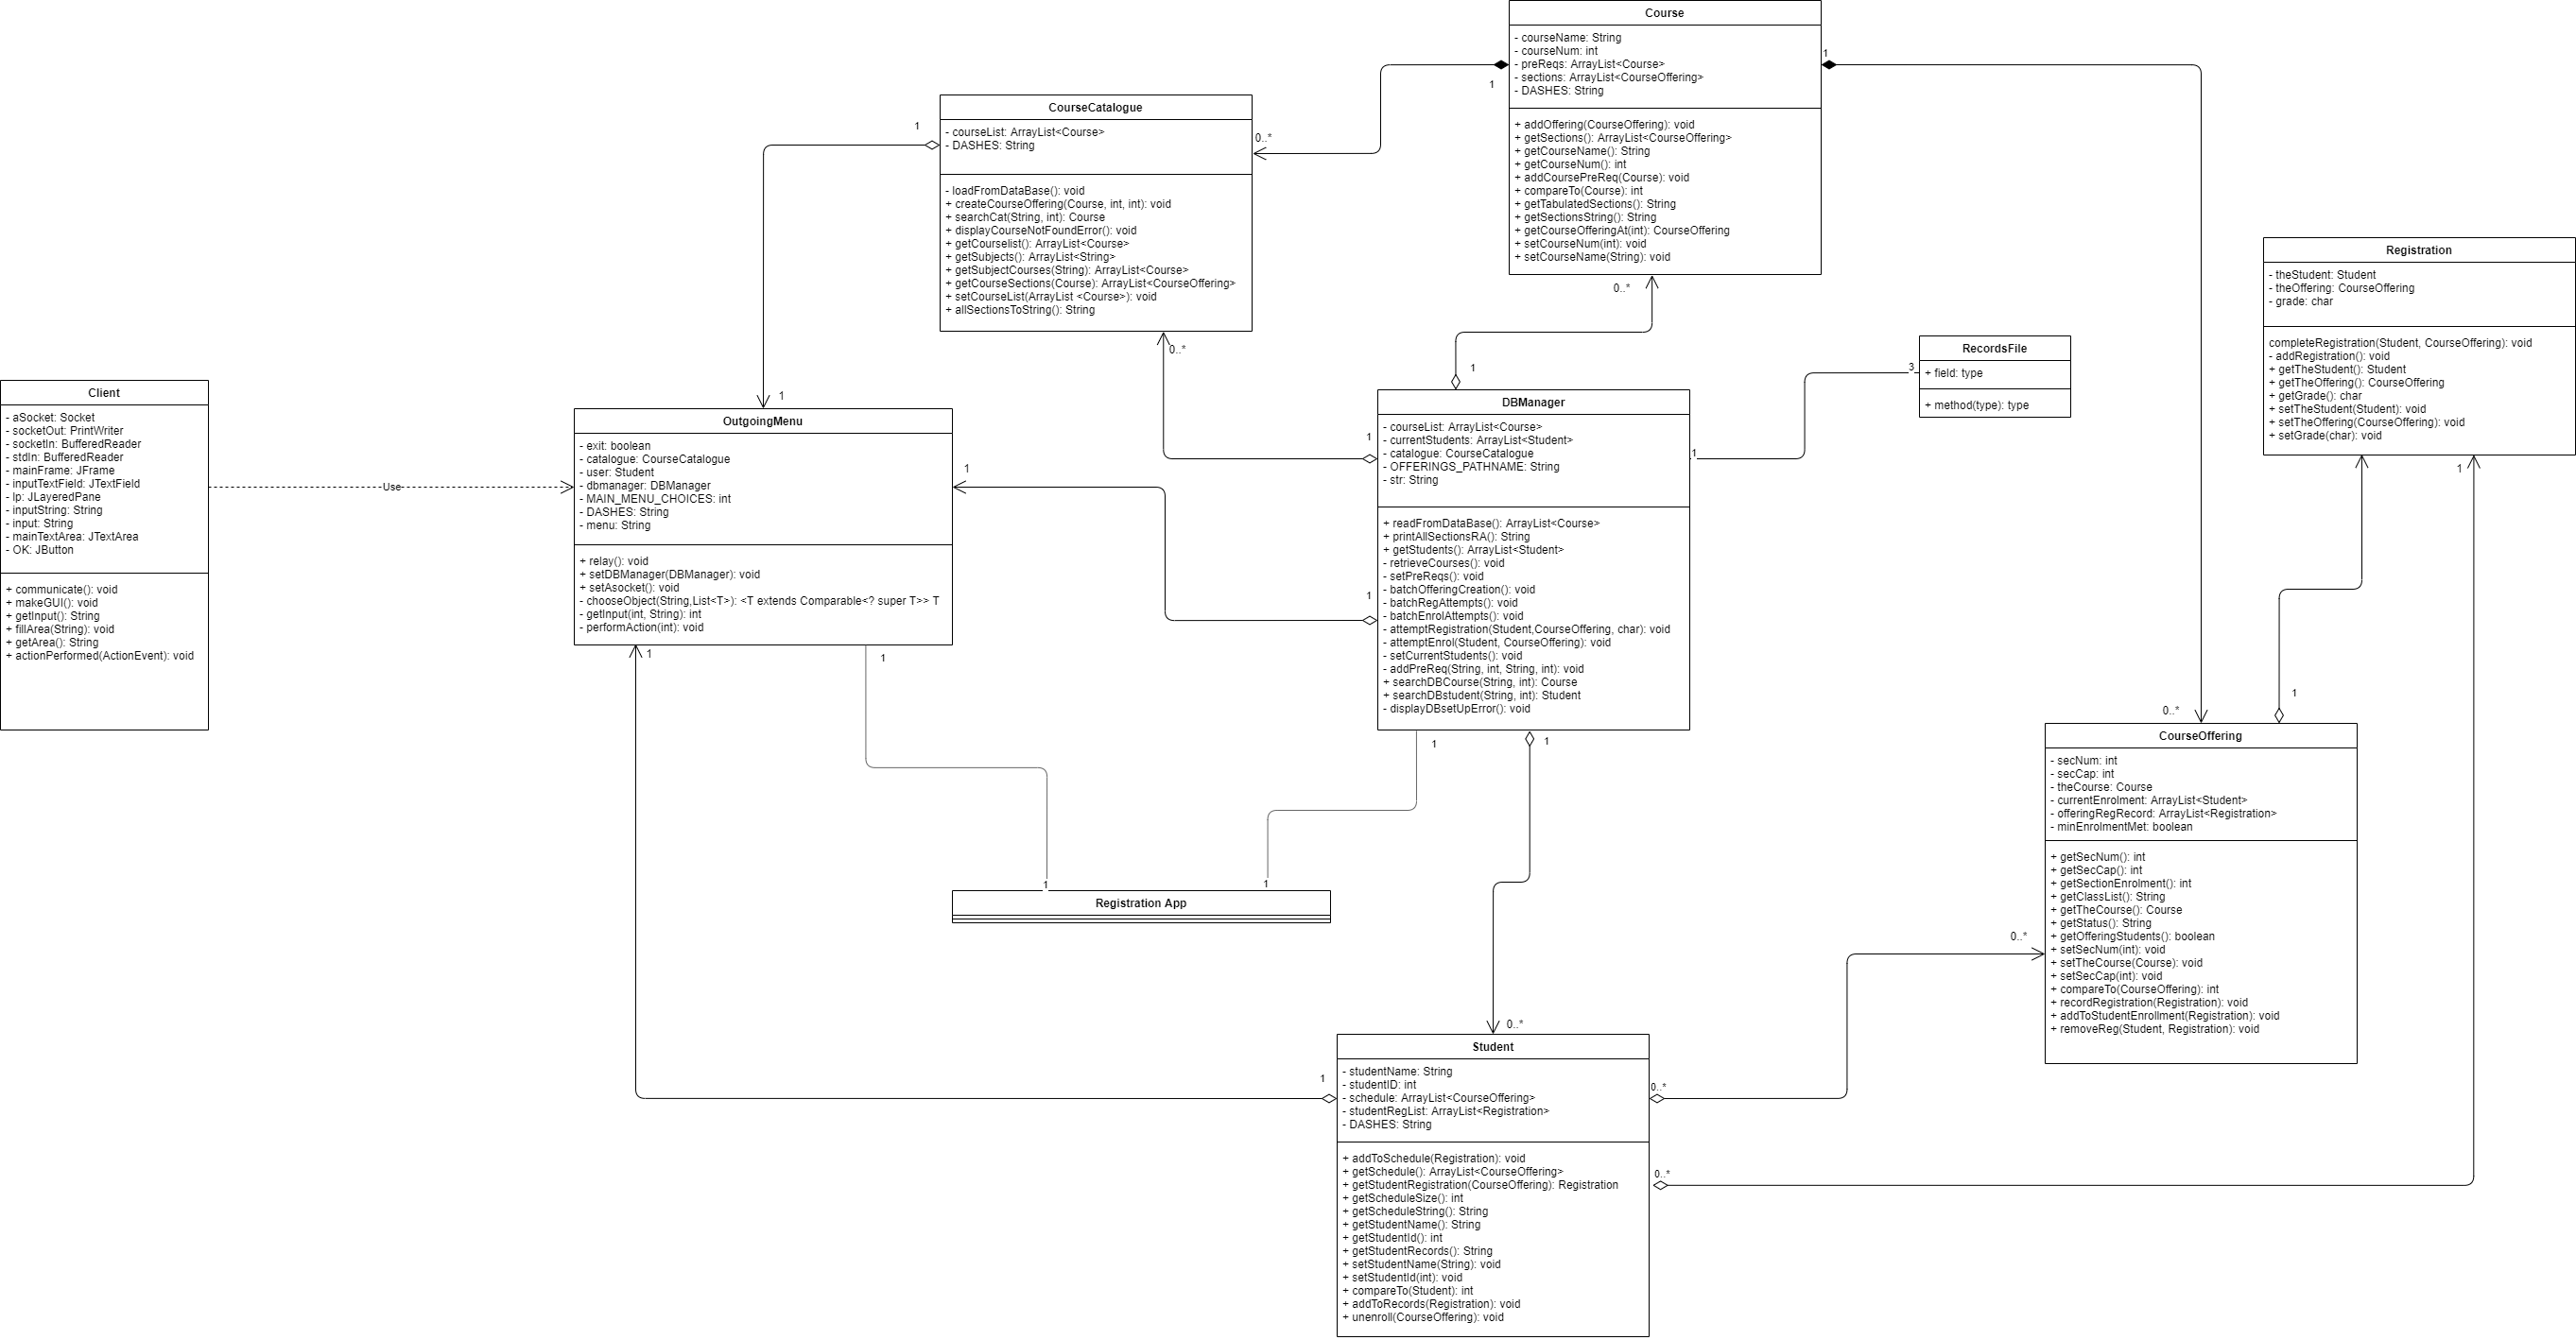 Course
- courseName: String
- courseNum: int
- preReqs: ArrayList<Course>
- sections: ArrayList<CourseOffering>
- DASHES: String
+ addOffering(CourseOffering): void
+ getSections(): ArrayList<CourseOffering>
+ getCourseName(): String
+ getCourseNum(): int
+ addCoursePreReq(Course): void
+ compareTo(Course): int
+ getTabulatedSections(): String
+ getSectionsString(): String
+ getCourseOfferingAt(int): CourseOffering
+ setCourseNum(int): void
+ setCourseName(String): void
1
1
0..*
0..*
CourseCatalogue
- courseList: ArrayList<Course>
- DASHES: String
- loadFromDataBase(): void
+ createCourseOffering(Course, int, int): void
+ searchCat(String, int): Course
+ displayCourseNotFoundError(): void
+ getCourselist(): ArrayList<Course>
+ getSubjects(): ArrayList<String>
+ getSubjectCourses(String): ArrayList<Course>
+ getCourseSections(Course): ArrayList<CourseOffering>
+ setCourseList(ArrayList <Course>): void
+ allSectionsToString(): String
1
0..*
Registration
- theStudent: Student
- theOffering: CourseOffering
- grade: char
completeRegistration(Student, CourseOffering): void
- addRegistration(): void
+ getTheStudent(): Student
+ getTheOffering(): CourseOffering
+ getGrade(): char
+ setTheStudent(Student): void
+ setTheOffering(CourseOffering): void
+ setGrade(char): void
1
RecordsFile
+ field: type
+ method(type): type
3
Client
- aSocket: Socket
- socketOut: PrintWriter
- socketIn: BufferedReader
- stdIn: BufferedReader
- mainFrame: JFrame
- inputTextField: JTextField
- lp: JLayeredPane
- inputString: String
- input: String
- mainTextArea: JTextArea
- OK: JButton
+ communicate(): void
+ makeGUI(): void
+ getInput(): String
+ fillArea(String): void
+ getArea(): String
+ actionPerformed(ActionEvent): void
Use
1
OutgoingMenu
- exit: boolean
- catalogue: CourseCatalogue
- user: Student
- dbmanager: DBManager
- MAIN_MENU_CHOICES: int
- DASHES: String
- menu: String
+ relay(): void
+ setDBManager(DBManager): void
+ setAsocket(): void
- chooseObject(String,List<T>): <T extends Comparable<? super T>> T
- getInput(int, String): int
- performAction(int): void
1
1
1
1
DBManager
- courseList: ArrayList<Course>
- currentStudents: ArrayList<Student>
- catalogue: CourseCatalogue
- OFFERINGS_PATHNAME: String
- str: String
+ readFromDataBase(): ArrayList<Course>
+ printAllSectionsRA(): String
+ getStudents(): ArrayList<Student>
- retrieveCourses(): void
- setPreReqs(): void
- batchOfferingCreation(): void
- batchRegAttempts(): void
- batchEnrolAttempts(): void
- attemptRegistration(Student,CourseOffering, char): void
- attemptEnrol(Student, CourseOffering): void
- setCurrentStudents(): void
- addPreReq(String, int, String, int): void
+ searchDBCourse(String, int): Course
+ searchDBstudent(String, int): Student
- displayDBsetUpError(): void
1
1
1
1
1
Registration App
1
1
0..*
1
CourseOffering
- secNum: int
- secCap: int
- theCourse: Course
- currentEnrolment: ArrayList<Student>
- offeringRegRecord: ArrayList<Registration>
- minEnrolmentMet: boolean
+ getSecNum(): int
+ getSecCap(): int
+ getSectionEnrolment(): int
+ getClassList(): String
+ getTheCourse(): Course
+ getStatus(): String
+ getOfferingStudents(): boolean
+ setSecNum(int): void
+ setTheCourse(Course): void
+ setSecCap(int): void
+ compareTo(CourseOffering): int
+ recordRegistration(Registration): void
+ addToStudentEnrollment(Registration): void
+ removeReg(Student, Registration): void
0..*
0..*
Student
- studentName: String
- studentID: int
- schedule: ArrayList<CourseOffering>
- studentRegList: ArrayList<Registration>
- DASHES: String
+ addToSchedule(Registration): void
+ getSchedule(): ArrayList<CourseOffering>
+ getStudentRegistration(CourseOffering): Registration
+ getScheduleSize(): int
+ getScheduleString(): String
+ getStudentName(): String
+ getStudentId(): int
+ getStudentRecords(): String
+ setStudentName(String): void
+ setStudentId(int): void
+ compareTo(Student): int
+ addToRecords(Registration): void
+ unenroll(CourseOffering): void
1
0..*
0..*